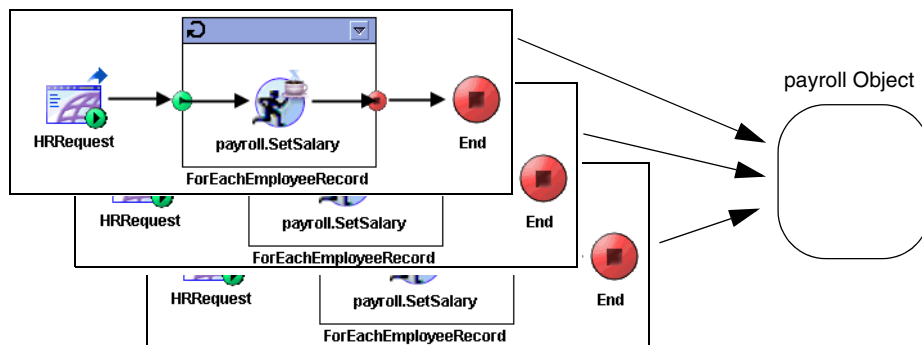 payroll Object
HRRequest
payroll.SetSalary
End
ForEachEmployeeRecord
HRRequest
payroll.SetSalary
End
ForEachEmployeeRecord
HRRequest
payroll.SetSalary
End
ForEachEmployeeRecord